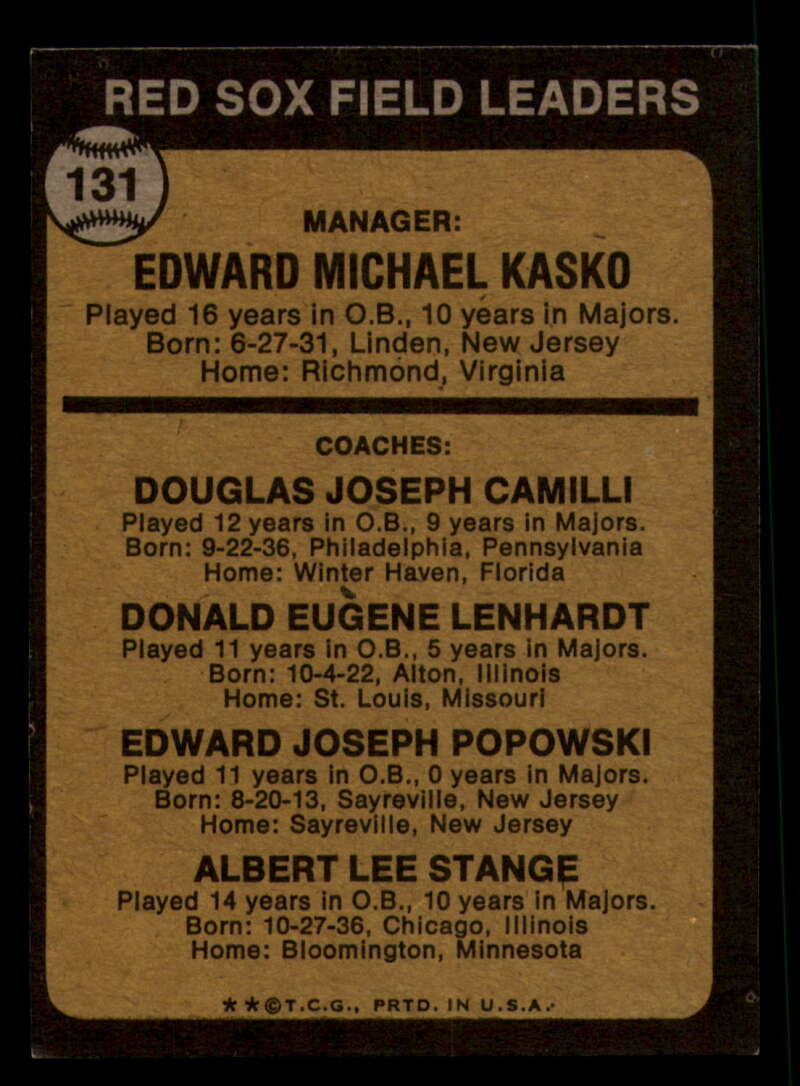 RED SOX FIELD LEADERS
131
MANAGER:
EDWARD MICHAEL KASKO
Played 16 years in O.B., 10 years in Majors.
Born: 6-27-31, Linden, New Jersey
Home: Richmond, Virginia
COACHES:
DOUGLAS JOSEPH CAMILLI
Played 12 years in O.B., 9 years in Majors.
Born: 9-22-36, Philadelphia, Pennsylvania
Home: Winter Haven, Florida
DONALD EUGENE LENHARDT
Played 11 years in O.B., 5 years in Majors.
Born: 10-4-22, Alton, Illinois
Home: St. Louis, Missouri
EDWARD JOSEPH POPOWSKI
Played 11 years in O.B., 0 years in Majors.
Born: 8-20-13, Sayreville, New Jersey
Home: Sayreville, New Jersey
ALBERT LEE STANGE
Played 14 years in O.B., 10 years in Majors.
Born: 10-27-36, Chicago, Illinois
Home: Bloomington, Minnesota
**©T.C.G., PRTD. IN U.S.A.